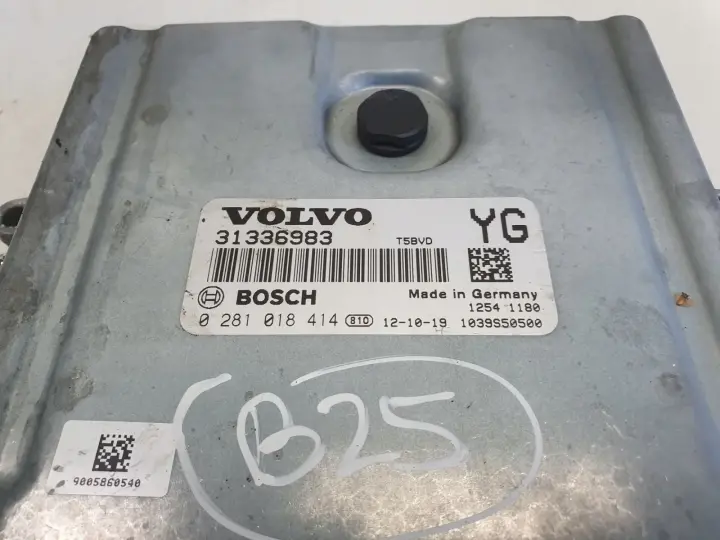 VOLVO
YG
31336983
T5BVD
BOSCH
Made in Germany
1254 1180
0 281 018 414 810 12-10-19 1039S50500
B25
9005860540